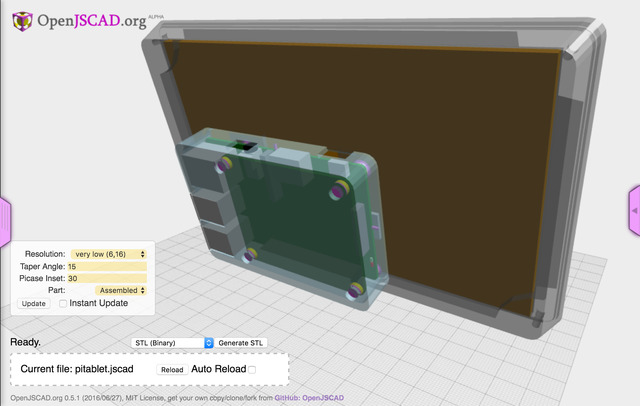 OpenJSCAD.org ALPHA
Resolution: very low (6,16)
Taper Angle: 15
Picase Inset: 30
Part: Assembled
Update Instant Update
Ready. STL (Binary) Generate STL
Current file: pitablet.jscad Reload Auto Reload
OpenJSCAD.org 0.5.1 (2016/06/27), MIT License, get your own copy/clone/fork from GitHub: OpenJSCAD